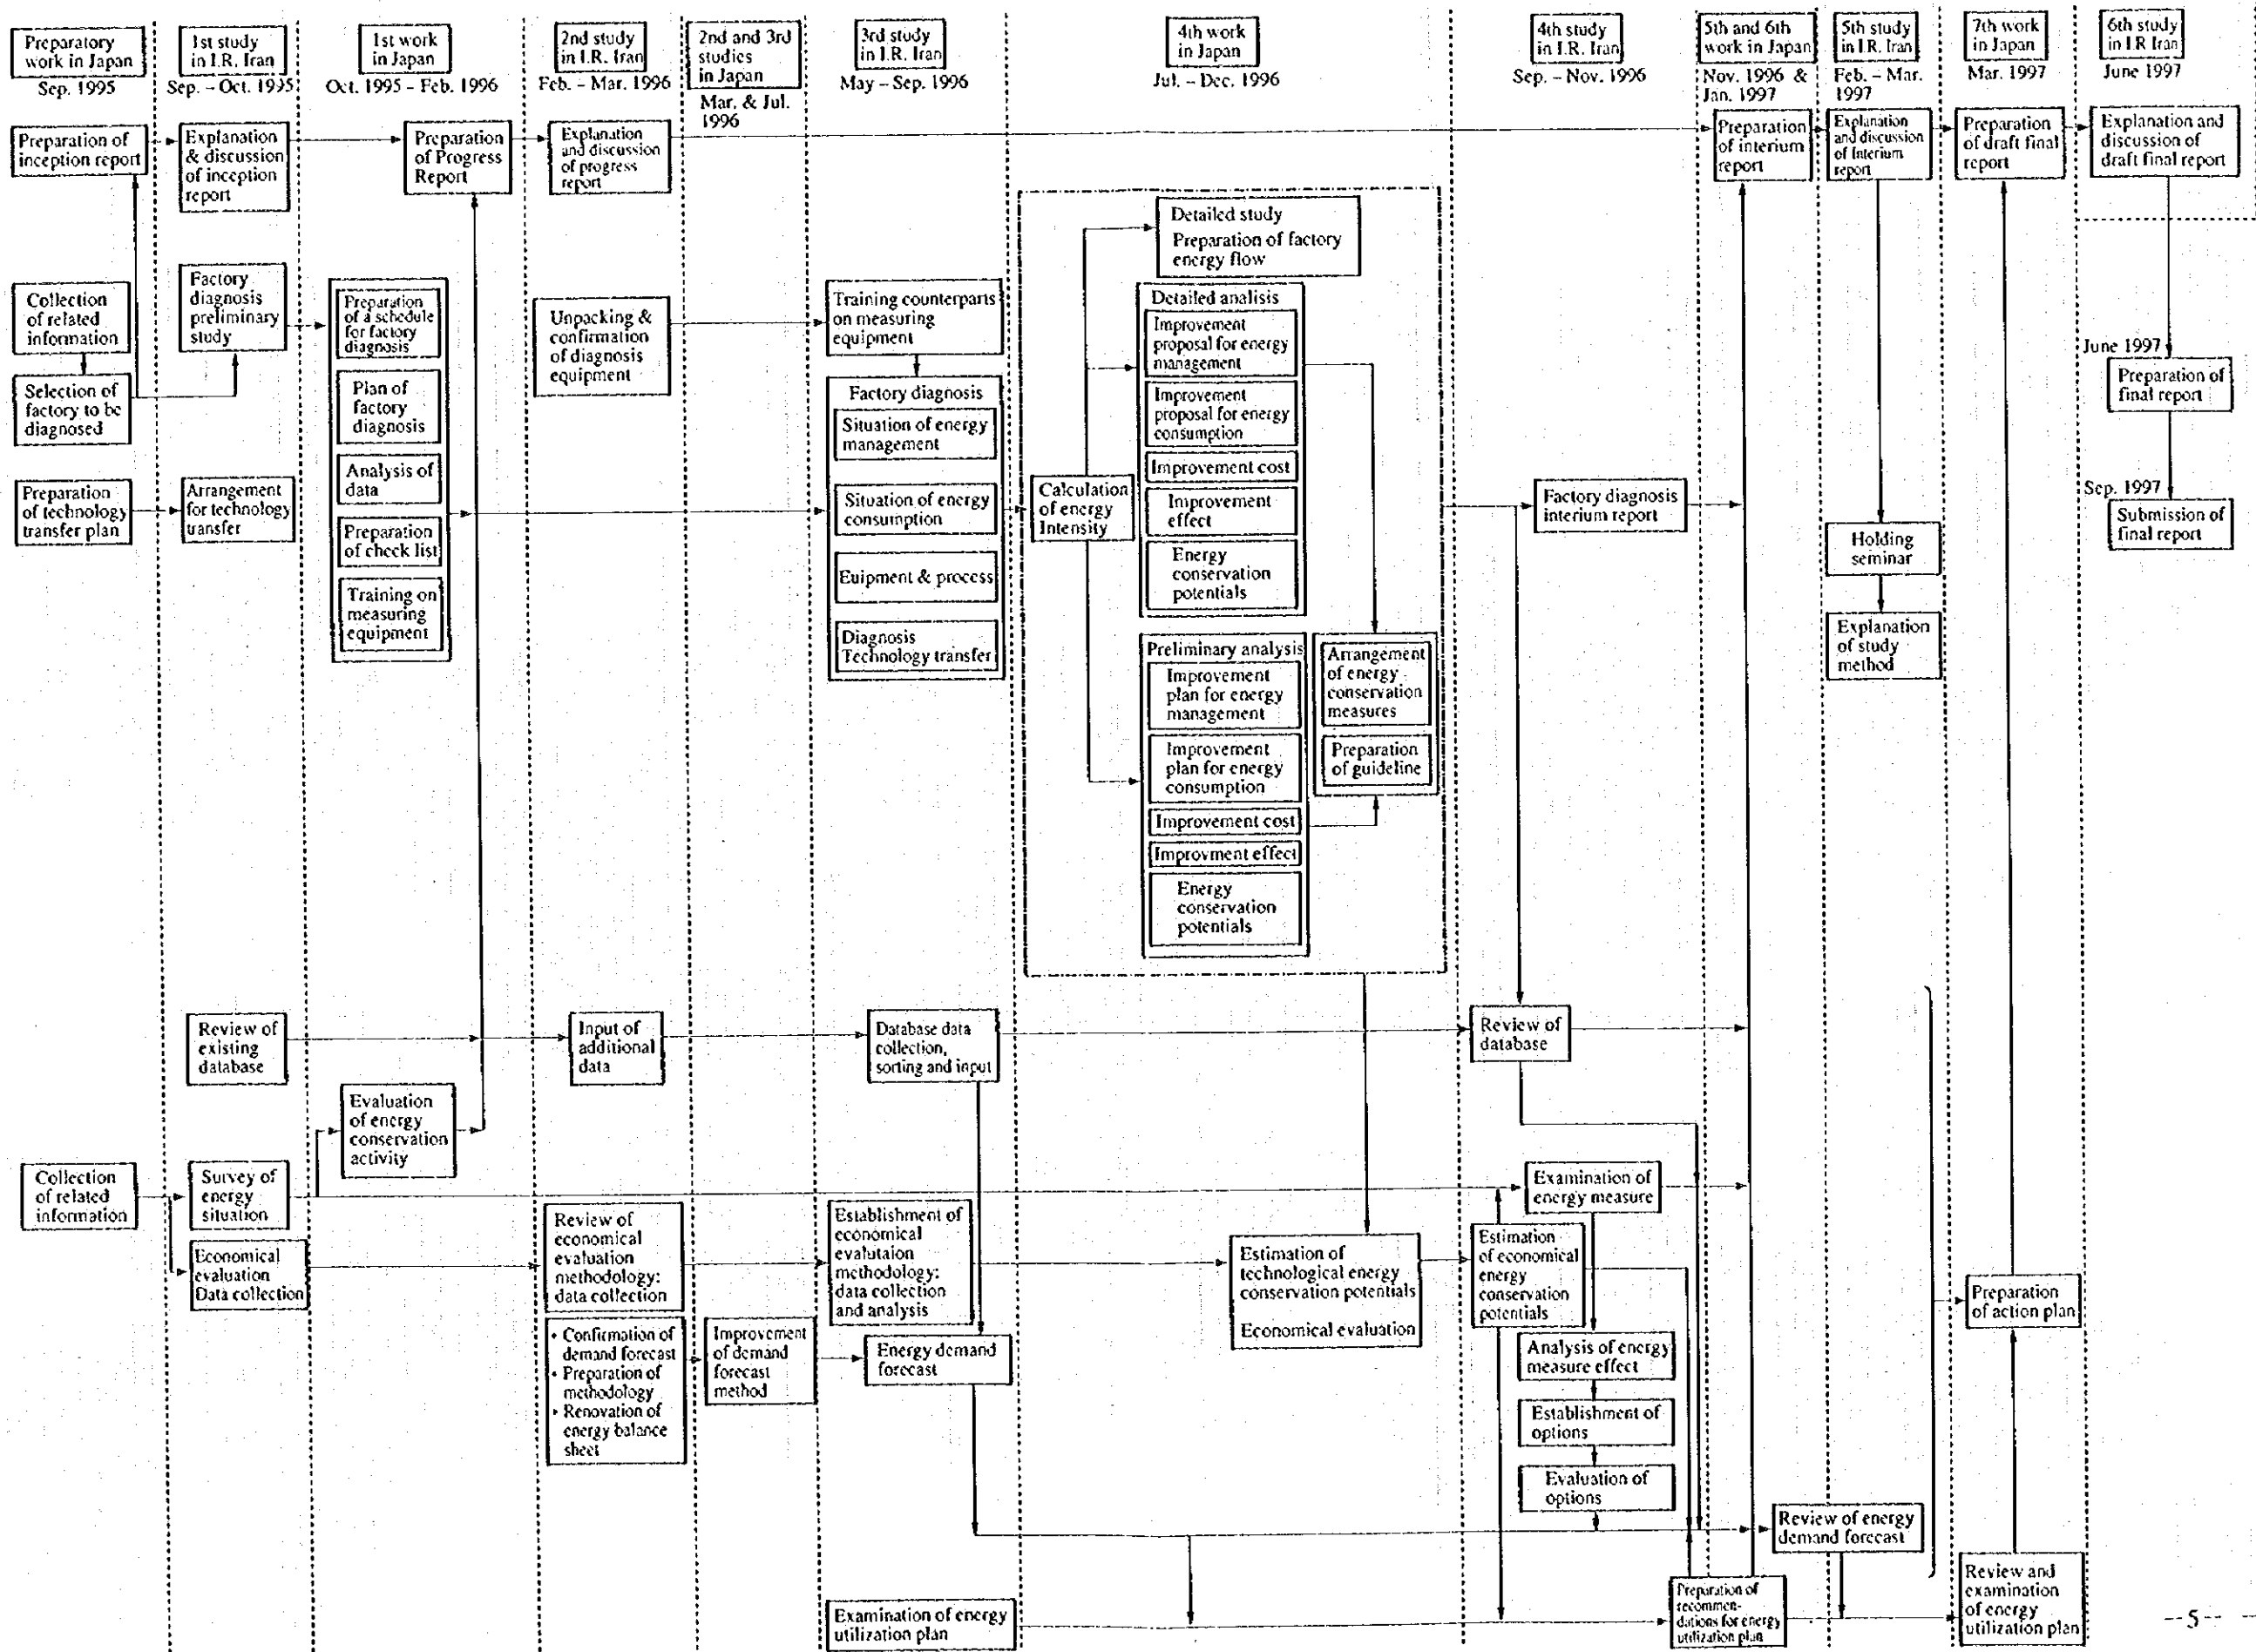 Preparatory
work in Japan
Sep. 1995
1st study
in I.R. Iran
Sep. – Oct. 1995
1st work
in Japan
Oct. 1995 – Feb. 1996
2nd study
in I.R. Iran
Feb. – Mar. 1996
2nd and 3rd
studies
in Japan
Mar. & Jul.
1996
3rd study
in I.R. Iran
May – Sep. 1996
4th work
in Japan
Jul. – Dec. 1996
4th study
in I.R. Iran
Sep. – Nov. 1996
5th and 6th
work in Japan
Nov. 1996 &
Jan. 1997
5th study
in I.R. Iran
Feb. – Mar.
1997
7th work
in Japan
Mar. 1997
6th study
in I.R Iran
June 1997
Preparation of
inception report
Explanation
& discussion
of inception
report
Preparation
of Progress
Report
Explanation
and discussion
of progress
report
Preparation
of interium
report
Explanation
and discussion
of Interium
report
Preparation
of draft final
report
Explanation and
discussion of
draft final report
Collection
of related
information
Selection of
factory to be
diagnosed
Preparation
of technology
transfer plan
Factory
diagnosis
preliminary
study
Arrangement
for technology
transfer
Preparation
of a schedule
for factory
diagnosis
Plan of
factory
diagnosis
Analysis of
data
Preparation
of check list
Training on
measuring
equipment
Unpacking &
confirmation
of diagnosis
equipment
Training counterparts
on measuring
equipment
Factory diagnosis
Situation of energy
management
Situation of energy
consumption
Euipment & process
Diagnosis
Technology transfer
Calculation
of energy
Intensity
Detailed study
Preparation of factory
energy flow
Detailed analisis
Improvement
proposal for energy
management
Improvement
proposal for energy
consumption
Improvement cost
Improvement
effect
Energy
conservation
potentials
Preliminary analysis
Improvement
plan for energy
management
Improvement
plan for energy
consumption
Improvement cost
Improvment effect
Energy
conservation
potentials
Arrangement
of energy
conservation
measures
Preparation
of guideline
Factory diagnosis
interium report
Holding
seminar
Explanation
of study
method
June 1997
Preparation of
final report
Sep. 1997
Submission of
final report
Review of
existing
database
Input of
additional
data
Database data
collection,
sorting and input
Review of
database
Evaluation
of energy
conservation
activity
Collection
of related
information
Survey of
energy
situation
Economical
evaluation
Data collection
Review of
economical
evaluation
methodology:
data collection
• Confirmation of
demand forecast
• Preparation of
methodology
• Renovation of
energy balance
sheet
Improvement
of demand
forecast
method
Establishment of
economical
evalutaion
methodology:
data collection
and analysis
Energy demand
forecast
Estimation of
technological energy
conservation potentials
Economical evaluation
Examination of
energy measure
Estimation
of economical
energy
conservation
potentials
Analysis of energy
measure effect
Establishment of
options
Evaluation of
options
Preparation
of action plan
Review of energy
demand forecast
Examination of energy
utilization plan
Preparation of
recommen-
dations for energy
utilization plan
Review and
examination
of energy
utilization plan
--5--